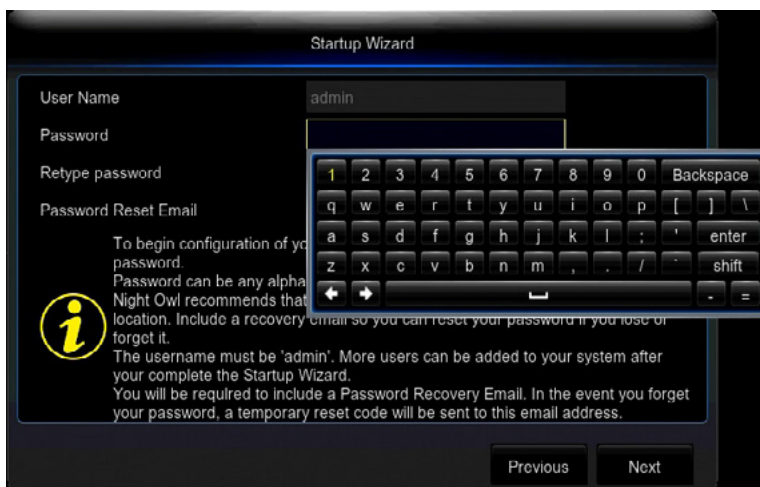 Startup Wizard
User Name
admin
Password
Retype password
1 2 3 4 5 6 7 8 9 0 Backspace
q w e r t y u i o p [ ] \
a s d f g h j k l ; ' enter
z x c v b n m , . / shift
- =
Password Reset Email
To begin configuration of
password.
Password can be any
Night Owl recommends that
location. Include a recovery email so you can reset your password if you lose or
forget it.
The username must be 'admin'. More users can be added to your system after
your complete the Startup Wizard.
You will be required to include a Password Recovery Email. In the event you forget
your password, a temporary reset code will be sent to this email address.
Previous
Next